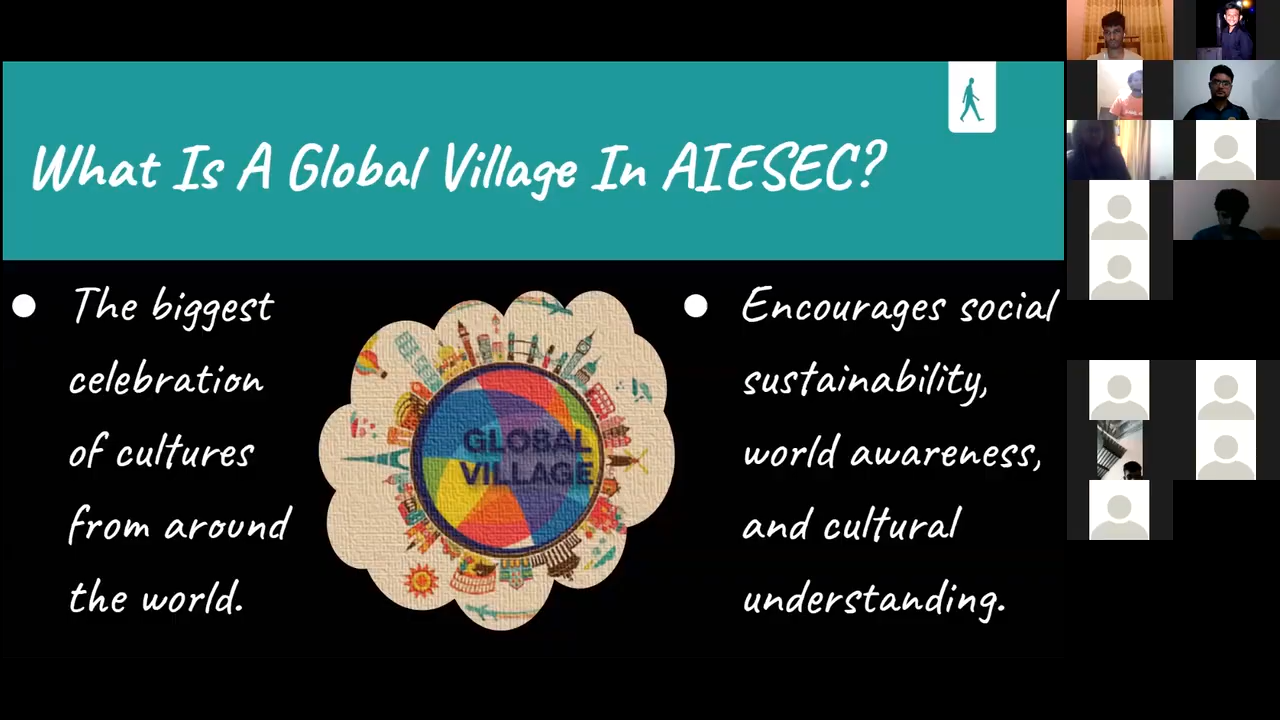 What Is A Global Village In AIESEC?
The biggest
celebration
of cultures
from around
the world.
GLOBAL
VILLAGE
Encourages social
sustainability,
world awareness,
and cultural
understanding.